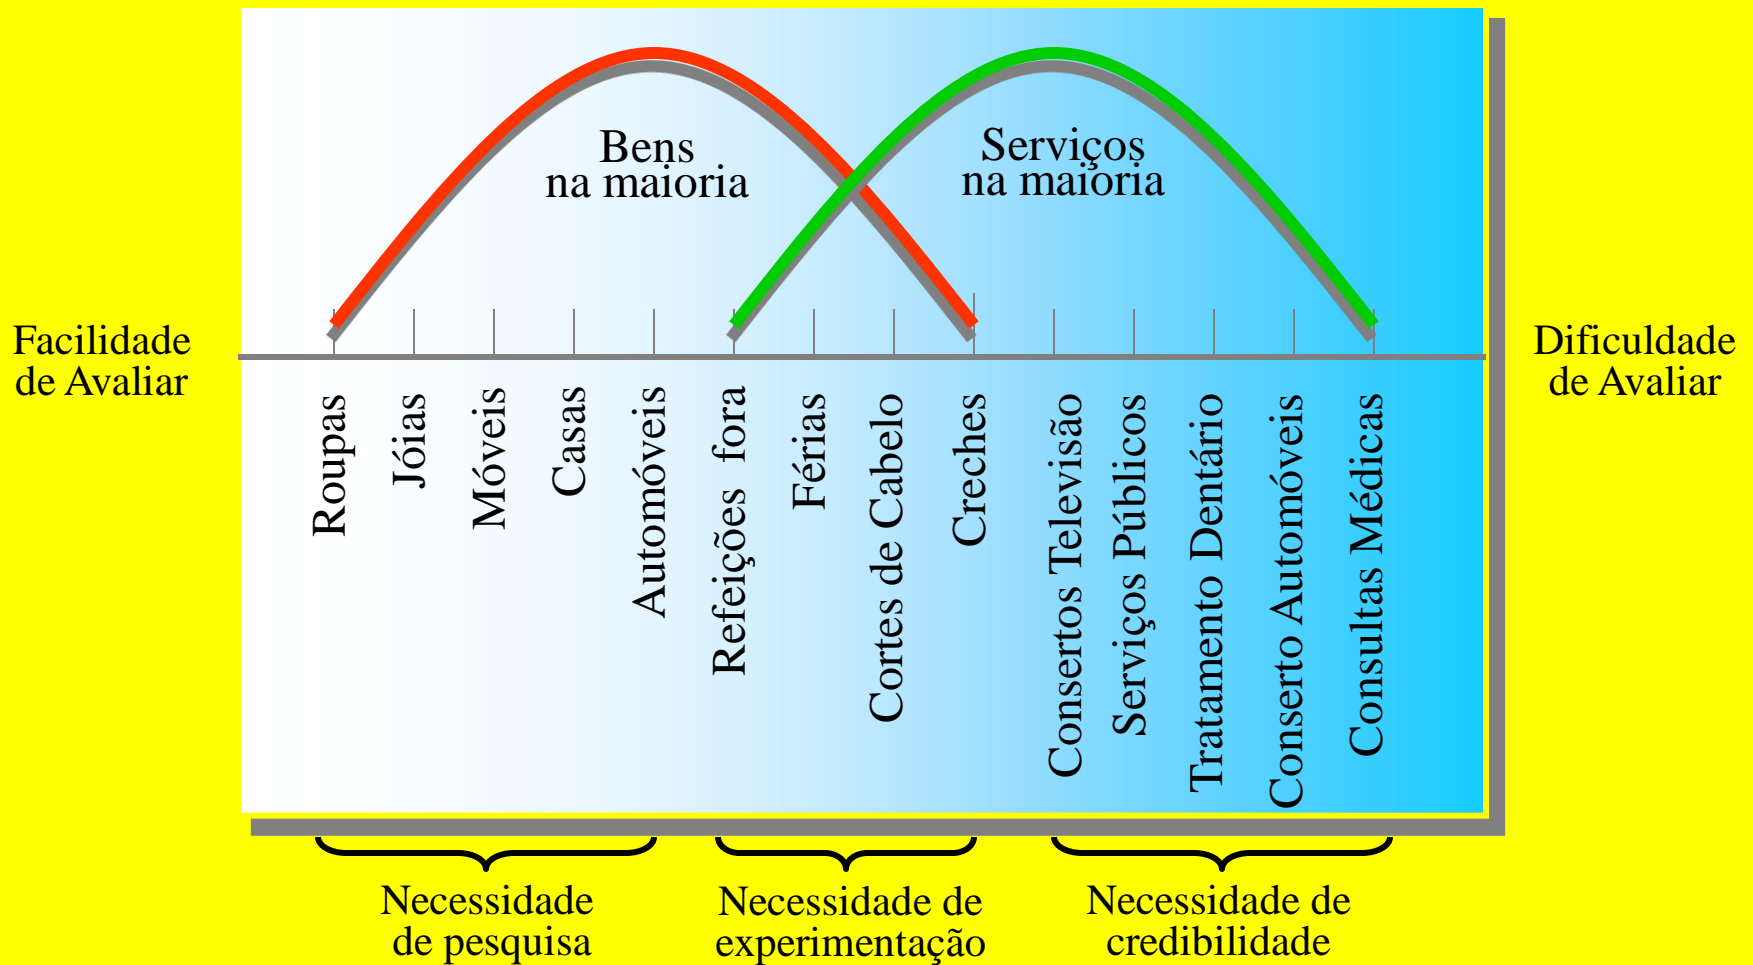 Bens
na maioria
Serviços
na maioria
Facilidade
de Avaliar
Dificuldade
de Avaliar
Roupas
Jóias
Móveis
Casas
Automóveis
Refeições fora
Férias
Cortes de Cabelo
Creches
Consertos Televisão
Serviços Públicos
Tratamento Dentário
Conserto Automóveis
Consultas Médicas
Necessidade
de pesquisa
Necessidade de
experimentação
Necessidade de
credibilidade